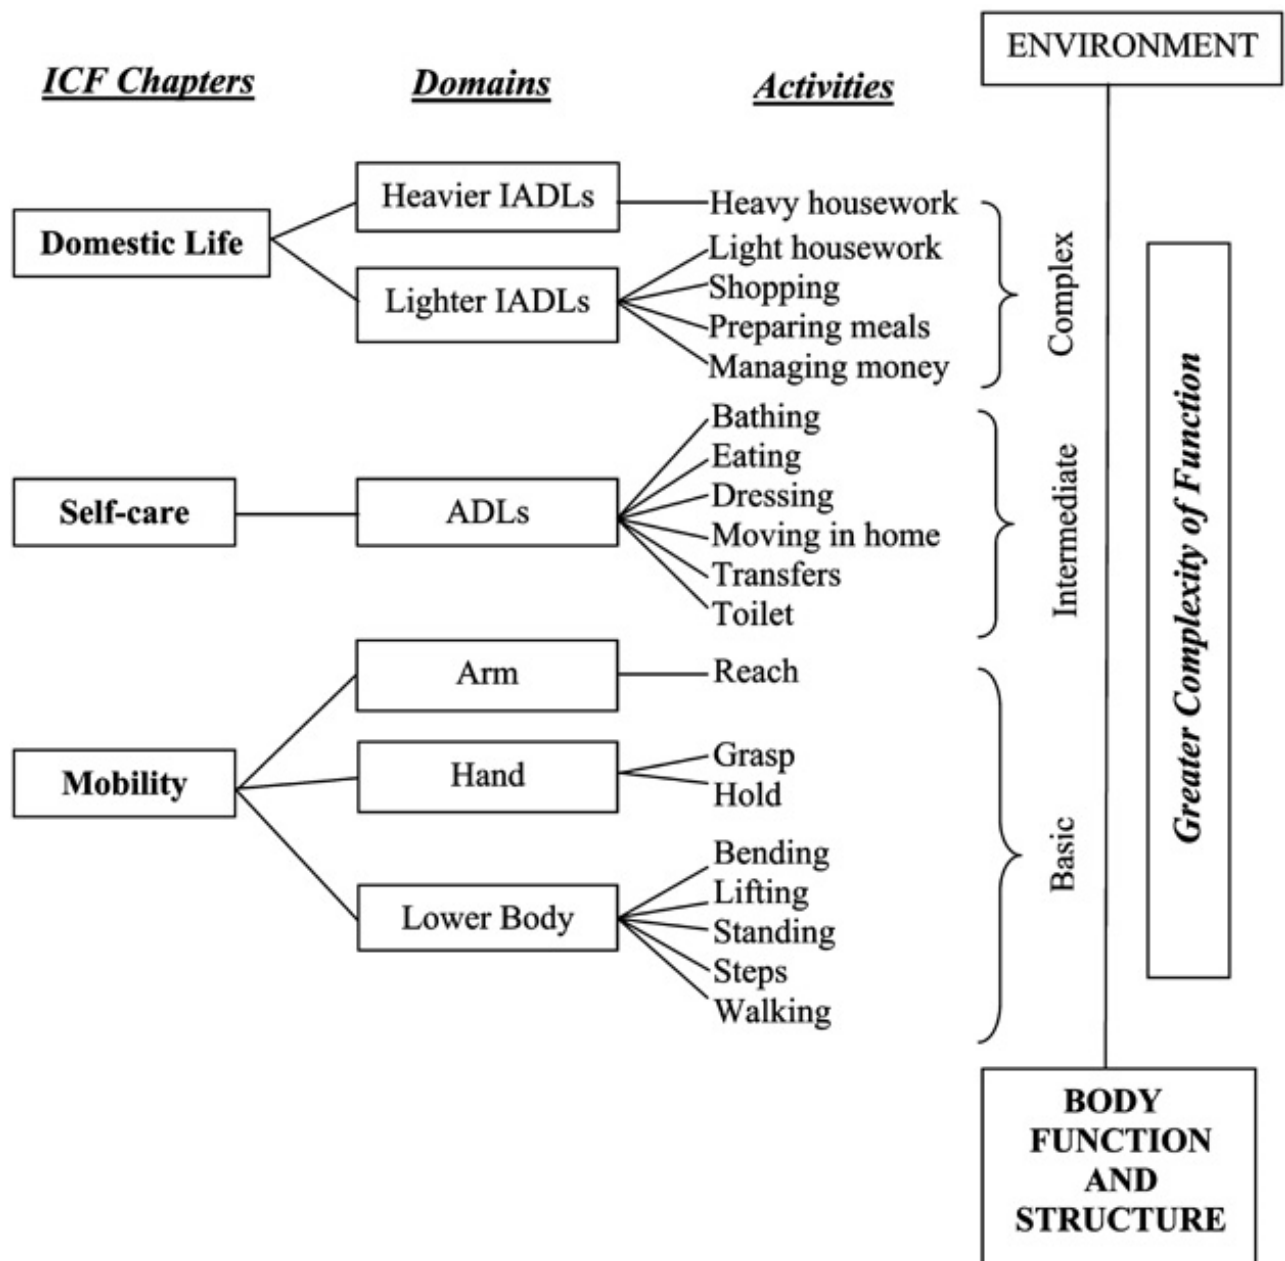 ENVIRONMENT
ICF Chapters
Domains
Activities
Domestic Life
Heavier IADLs
Heavy housework
Lighter IADLs
Light housework
Shopping
Preparing meals
Managing money
Complex
Self-care
ADLs
Bathing
Eating
Dressing
Moving in home
Transfers
Toilet
Intermediate
Mobility
Arm
Reach
Hand
Grasp
Hold
Lower Body
Bending
Lifting
Standing
Steps
Walking
Basic
Greater Complexity of Function
BODY
FUNCTION
AND
STRUCTURE